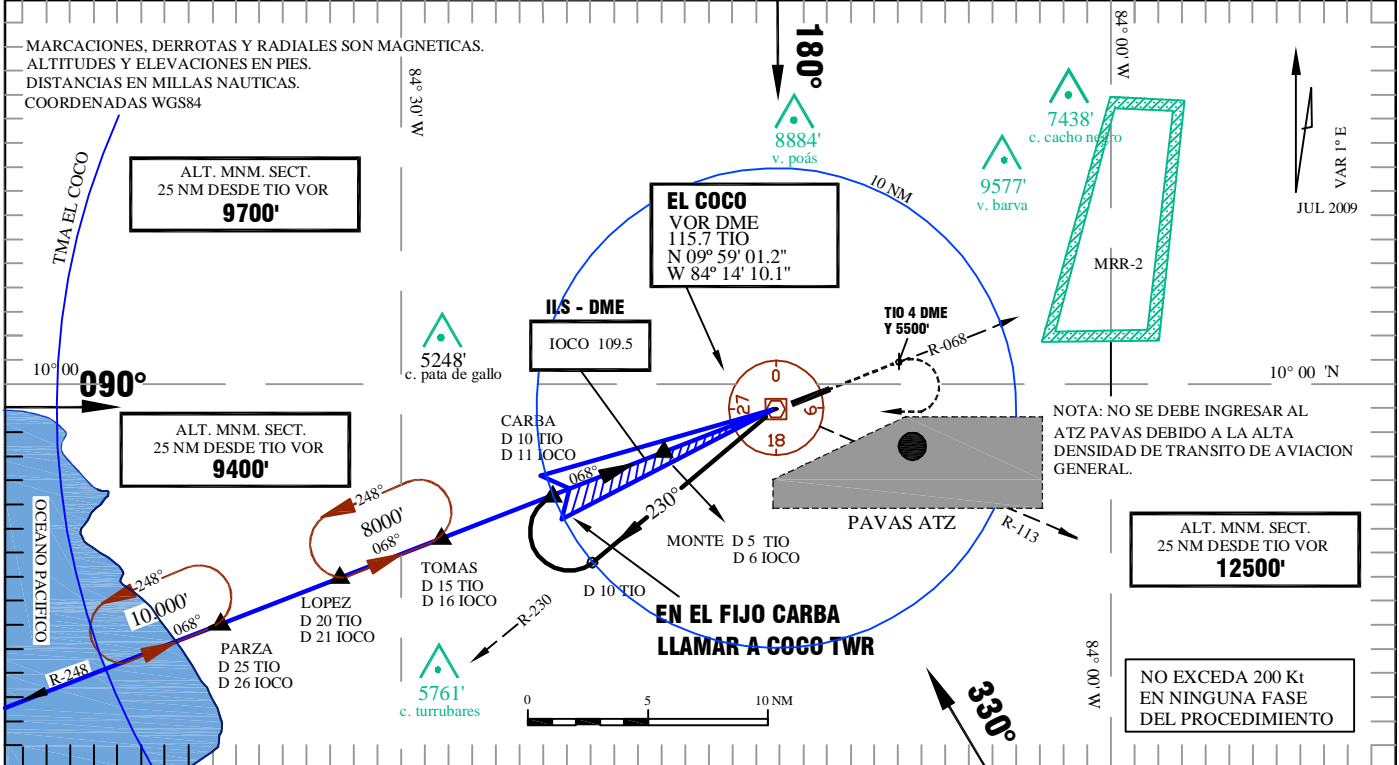 MARCACIONES, DERROTAS Y RADIALES SON MAGNETICAS.
ALTITUDES Y ELEVACIONES EN PIES.
DISTANCIAS EN MILLAS NAUTICAS.
COORDENADAS WGS84
84° 30' W
180°
84° 00' W
8884'
v. poás
7438'
c. cacho negro
9577'
v. barva
VAR 1° E
JUL 2009
TMA EL COCO
ALT. MNM. SECT.
25 NM DESDE TIO VOR
9700'
10 NM
EL COCO
VOR DME
115.7 TIO
N 09° 59' 01.2"
W 84° 14' 10.1"
MRR-2
ILS - DME
IOCO 109.5
TIO 4 DME
Y 5500'
R-068
5248'
c. pata de gallo
10° 00
090°
10° 00 'N
0
27
9
18
ALT. MNM. SECT.
25 NM DESDE TIO VOR
9400'
CARBA
D 10 TIO
D 11 IOCO
068°
NOTA: NO SE DEBE INGRESAR AL
ATZ PAVAS DEBIDO A LA ALTA
DENSIDAD DE TRANSITO DE AVIACION
GENERAL.
OCEANO PACIFICO
248°
8000'
068°
230°
PAVAS ATZ
R-113
MONTE D 5 TIO
D 6 IOCO
ALT. MNM. SECT.
25 NM DESDE TIO VOR
12500'
TOMAS
D 15 TIO
D 16 IOCO
248°
10.000'
068°
LOPEZ
D 20 TIO
D 21 IOCO
D 10 TIO
R-230
EN EL FIJO CARBA
LLAMAR A COCO TWR
PARZA
D 25 TIO
D 26 IOCO
R-248
5761'
c. turrubares
0 5 10 NM
330°
84° 00' W
NO EXCEDA 200 Kt
EN NINGUNA FASE
DEL PROCEDIMIENTO